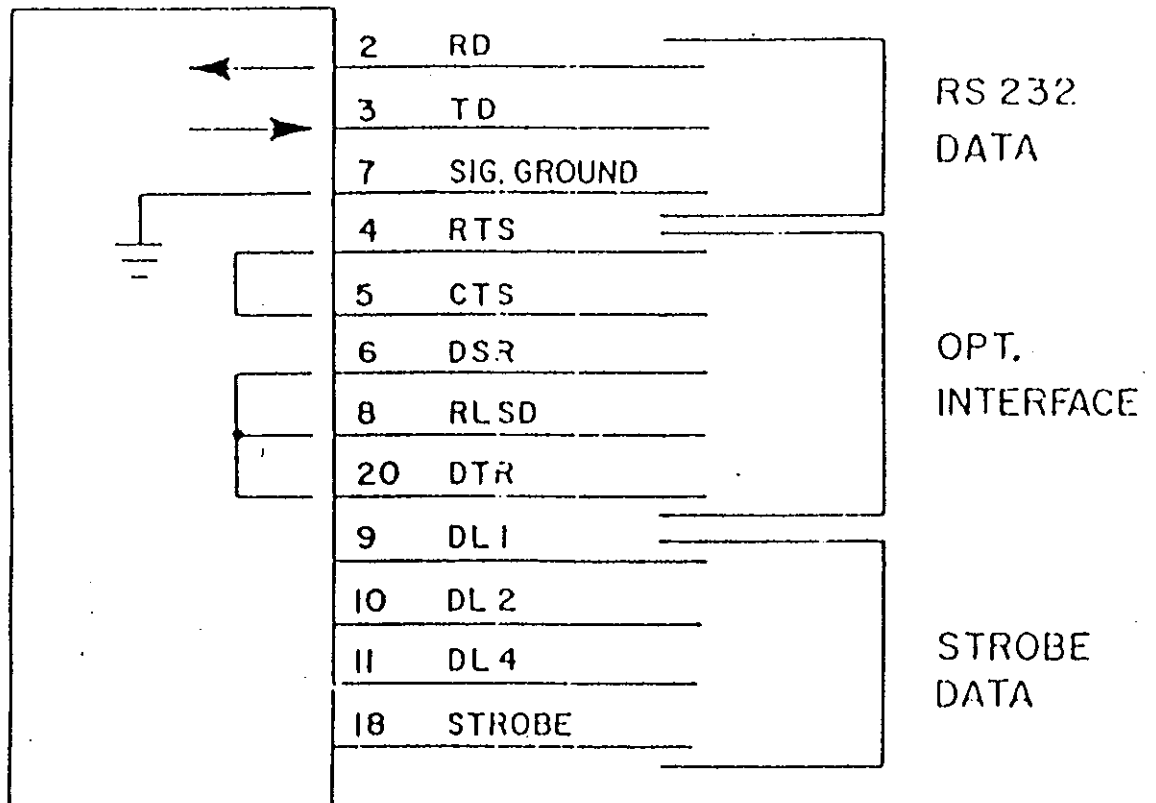 2 RD
3 TD
7 SIG. GROUND
4 RTS
5 CTS
6 DSR
8 RLSD
20 DTR
9 DL1
10 DL2
11 DL4
18 STROBE
RS 232
DATA
OPT.
INTERFACE
STROBE
DATA